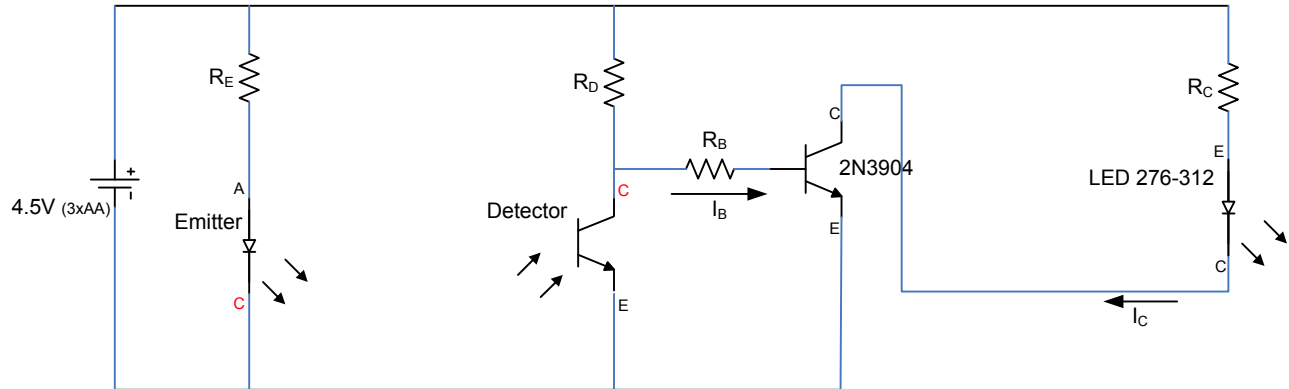 R_E
R_D
R_C
C
R_B
E
+
2N3904
LED 276-312
-
A
C
4.5V (3xAA)
Detector
I_B
Emitter
E
C
C
E
I_C